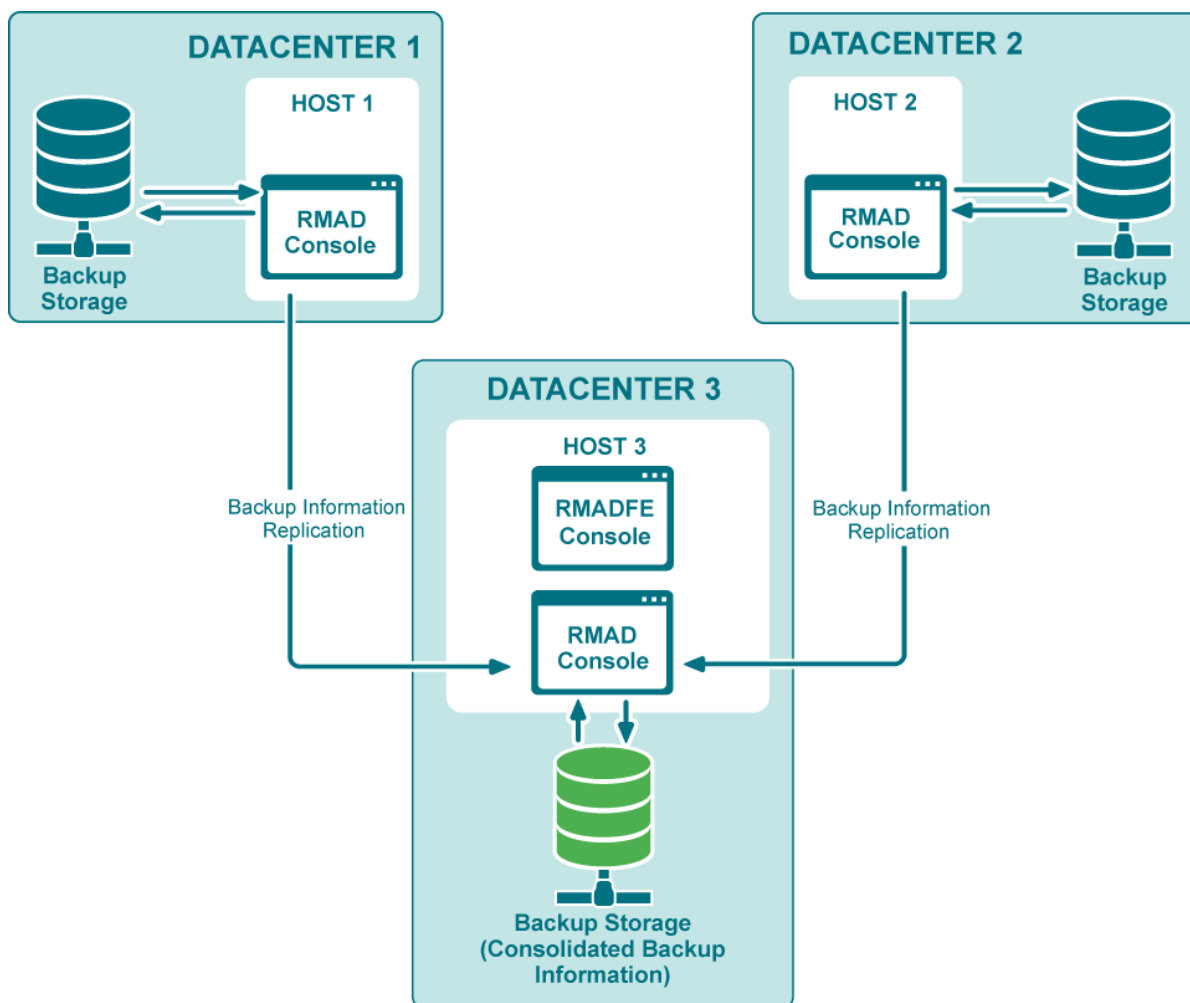 DATACENTER 1
HOST 1
RMAD
Console
Backup
Storage
DATACENTER 2
HOST 2
RMAD
Console
Backup
Storage
Backup Information
Replication
DATACENTER 3
HOST 3
RMADFE
Console
RMAD
Console
Backup Storage
(Consolidated Backup
Information)
Backup Information
Replication